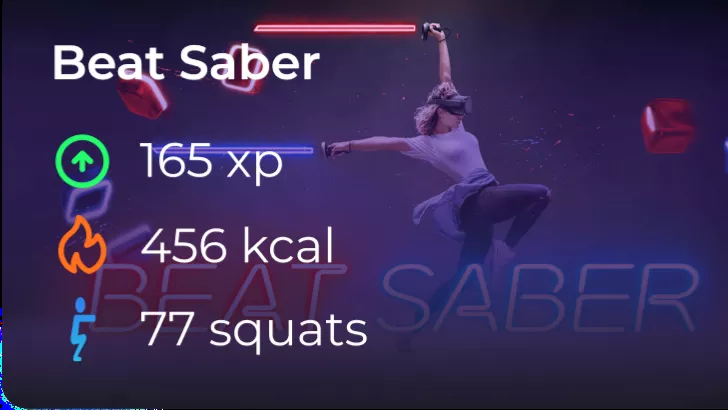 Beat Saber
165 xp
456 kcal
BEAT SABER
77 squats